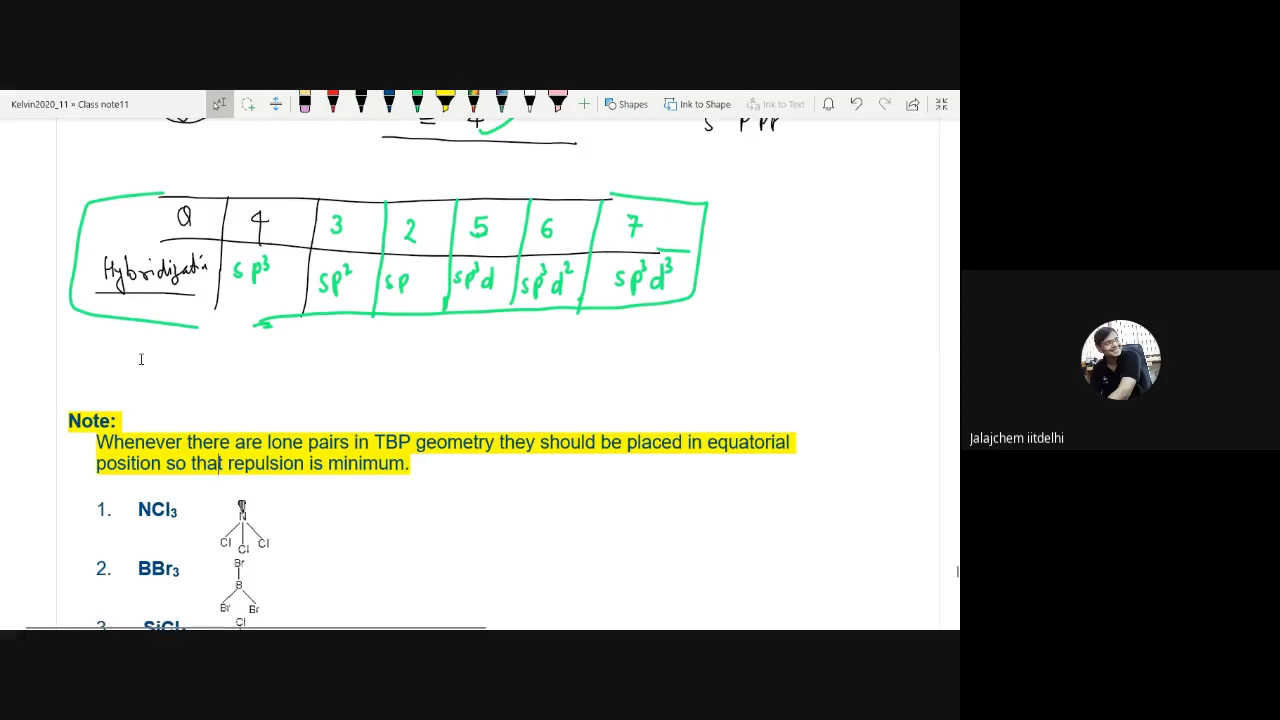 Kelvin2020_11 » Class note11
Shapes
Ink to Shape
Ink to Text
= 4
s p p p
Q 4 3 2 5 6 7
Hybridizatin sp³ sp² sp sp³d sp³d² sp³d³
Note:
Whenever there are lone pairs in TBP geometry they should be placed in equatorial
position so that repulsion is minimum.
1. NCl₃
N
Cl Cl Cl
2. BBr₃
Br
B
Br Br
3. SiCl
Cl
Jalajchem iitdelhi